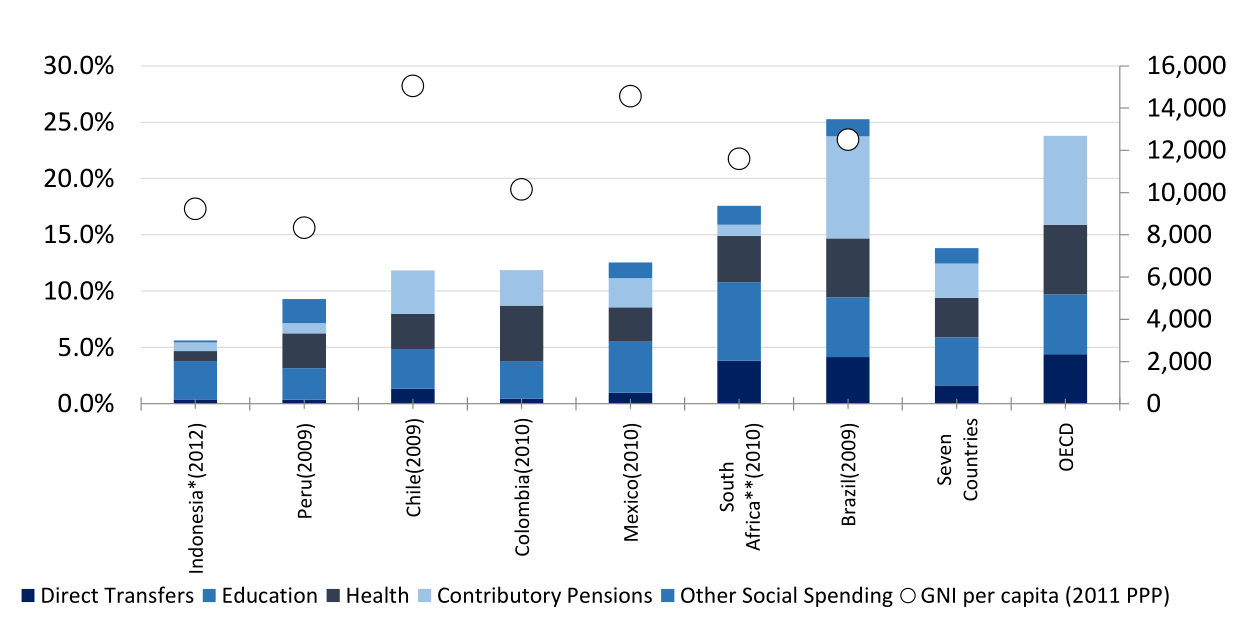 30.0%
25.0%
20.0%
15.0%
10.0%
5.0%
0.0%
16,000
14,000
12,000
10,000
8,000
6,000
4,000
2,000
0
Indonesia*(2012)
Peru(2009)
Chile(2009)
Colombia(2010)
Mexico(2010)
South
Africa**(2010)
Brazil(2009)
Seven
Countries
OECD
Direct Transfers Education Health Contributory Pensions Other Social Spending GNI per capita (2011 PPP)